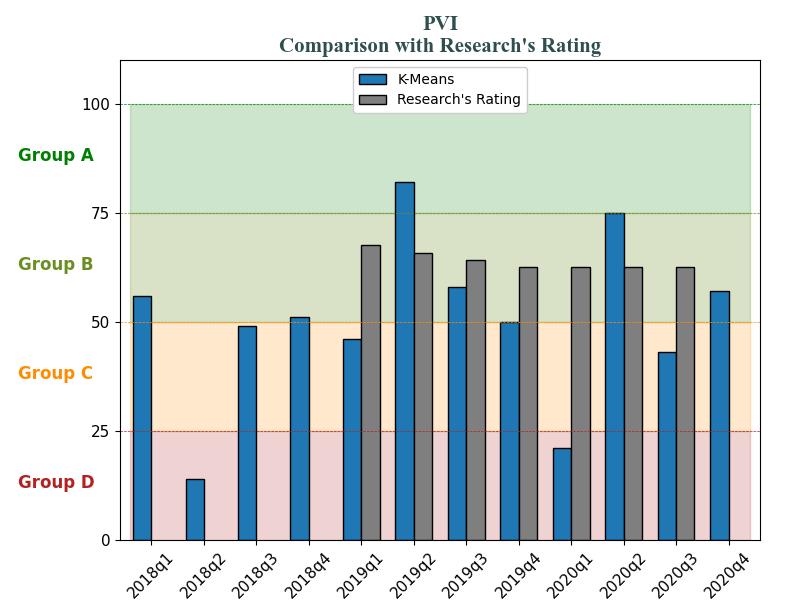 PVI
Comparison with Research's Rating
K-Means
Research's Rating
100
Group A
75
Group B
50
Group C
25
Group D
0
2018q1
2018q2
2018q3
2018q4
2019q1
2019q2
2019q3
2019q4
2020q1
2020q2
2020q3
2020q4